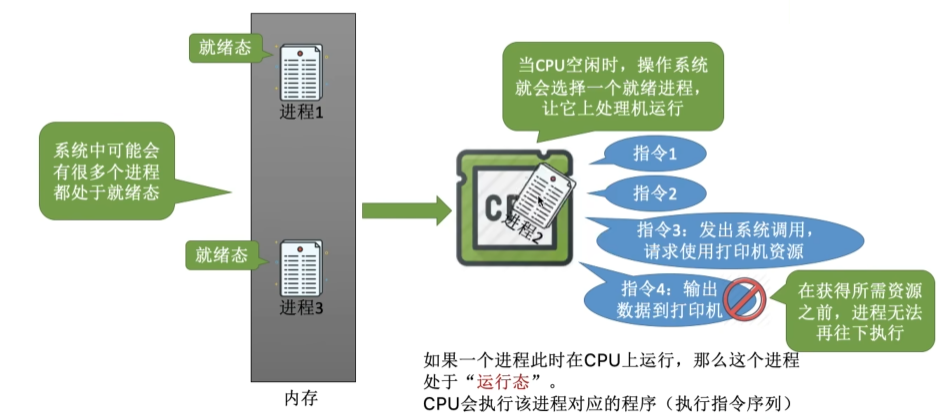 就绪态
进程1
系统中可能会
有很多个进程
都处于就绪态
就绪态
进程3
内存
当CPU空闲时，操作系统
就会选择一个就绪进程，
让它上处理机运行
进程2
指令1
指令2
指令3：发出系统调用，
请求使用打印机资源
指令4：输出
数据到打印机
在获得所需资源
之前，进程无法
再往下执行
如果一个进程此时在CPU上运行，那么这个进程
处于“运行态”。
CPU会执行该进程对应的程序（执行指令序列）